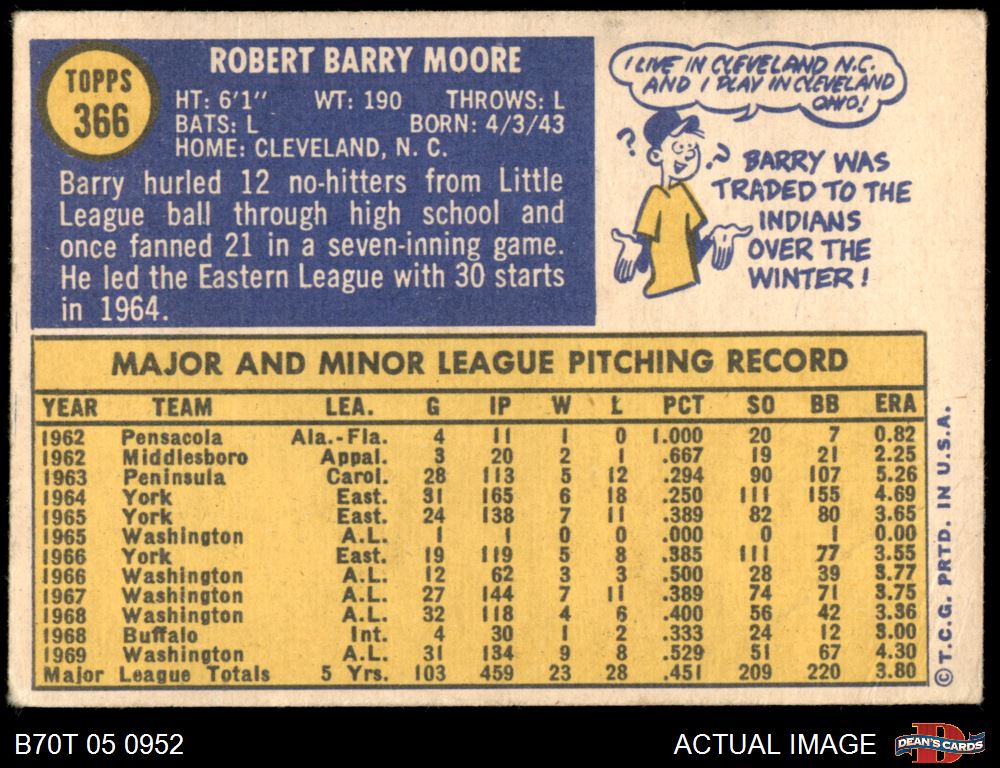 TOPPS
366
ROBERT BARRY MOORE
HT: 6'1" WT: 190 THROWS: L
BATS: L BORN: 4/3/43
HOME: CLEVELAND, N. C.
Barry hurled 12 no-hitters from Little
League ball through high school and
once fanned 21 in a seven-inning game.
He led the Eastern League with 30 starts
in 1964.
I LIVE IN CLEVELAND N.C.
AND I PLAY IN CLEVELAND
OHIO!
? ?
BARRY WAS
TRADED TO THE
INDIANS
OVER THE
WINTER!
MAJOR AND MINOR LEAGUE PITCHING RECORD
YEAR TEAM LEA. G IP W L PCT SO BB ERA
1962 Pensacola Ala.-Fla. 4 11 1 0 1.000 20 7 0.82
1962 Middlesboro Appal. 3 20 2 1 .667 19 21 2.25
1963 Peninsula Carol. 28 113 5 12 .294 90 107 5.26
1964 York East. 31 165 6 18 .250 111 155 4.69
1965 York East. 24 138 7 11 .389 82 80 3.65
1965 Washington A.L. 1 1 0 0 .000 0 1 0.00
1966 York East. 19 119 5 8 .385 111 77 3.55
1966 Washington A.L. 12 62 3 3 .500 28 39 3.77
1967 Washington A.L. 27 144 7 11 .389 74 71 3.75
1968 Washington A.L. 32 118 4 6 .400 56 42 3.36
1968 Buffalo Int. 4 30 1 2 .333 24 12 3.00
1969 Washington A.L. 31 134 9 8 .529 51 67 4.30
Major League Totals 5 Yrs. 103 459 23 28 .451 209 220 3.80
© T.C.G. PRTD. IN U.S.A.
B70T 05 0952
ACTUAL IMAGE
D
DEAN'S CARDS